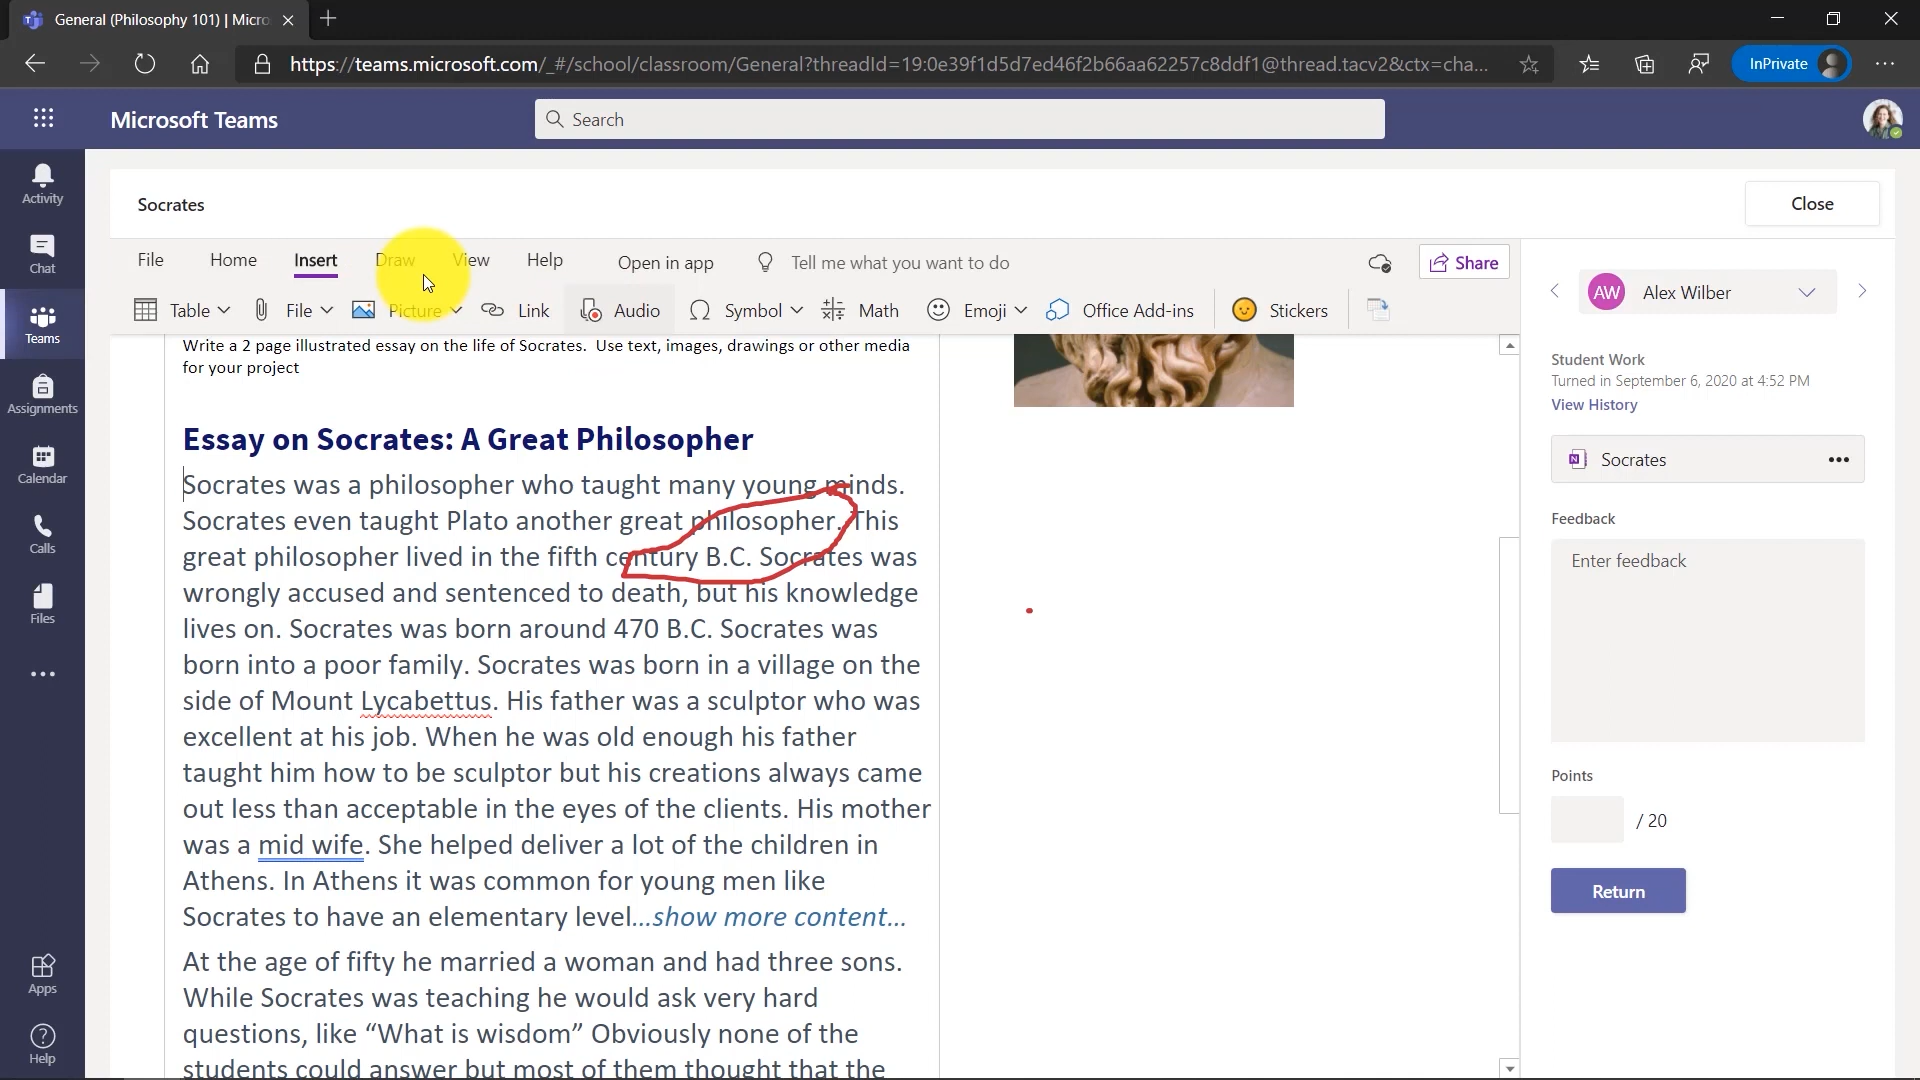 General (Philosophy 101) | Micro
https://teams.microsoft.com/_#/school/classroom/General?threadId=19:0e39f1d5d7ed46f2b66aa62257c8ddf1@thread.tacv2&ctx=cha...
InPrivate
Microsoft Teams
Search
Activity
Chat
Teams
Assignments
Calendar
Calls
Files
Apps
Help
Socrates
Close
File Home Insert Draw View Help Open in app Tell me what you want to do Share
Table File Picture Link Audio Symbol Math Emoji Office Add-ins Stickers
Write a 2 page illustrated essay on the life of Socrates. Use text, images, drawings or other media
for your project
Essay on Socrates: A Great Philosopher
Socrates was a philosopher who taught many young minds.
Socrates even taught Plato another great philosopher. This
great philosopher lived in the fifth century B.C. Socrates was
wrongly accused and sentenced to death, but his knowledge
lives on. Socrates was born around 470 B.C. Socrates was
born into a poor family. Socrates was born in a village on the
side of Mount Lycabettus. His father was a sculptor who was
excellent at his job. When he was old enough his father
taught him how to be sculptor but his creations always came
out less than acceptable in the eyes of the clients. His mother
was a mid wife. She helped deliver a lot of the children in
Athens. In Athens it was common for young men like
Socrates to have an elementary level...show more content...
At the age of fifty he married a woman and had three sons.
While Socrates was teaching he would ask very hard
questions, like “What is wisdom” Obviously none of the
students could answer but most of them thought that the
AW Alex Wilber
Student Work
Turned in September 6, 2020 at 4:52 PM
View History
N Socrates
Feedback
Enter feedback
Points
/ 20
Return